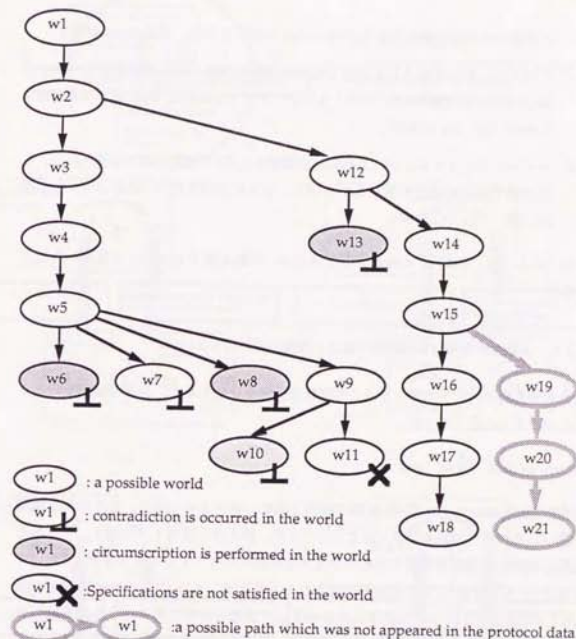 w1
w2
w3
w12
w4
w13
w14
w5
w15
w6
w7
w8
w9
w16
w19
w10
w11
w17
w20
w18
w21
w1 : a possible world
w1 : contradiction is occurred in the world
w1 : circumscription is performed in the world
w1 :Specifications are not satisfied in the world
w1 w1 :a possible path which was not appeared in the protocol data